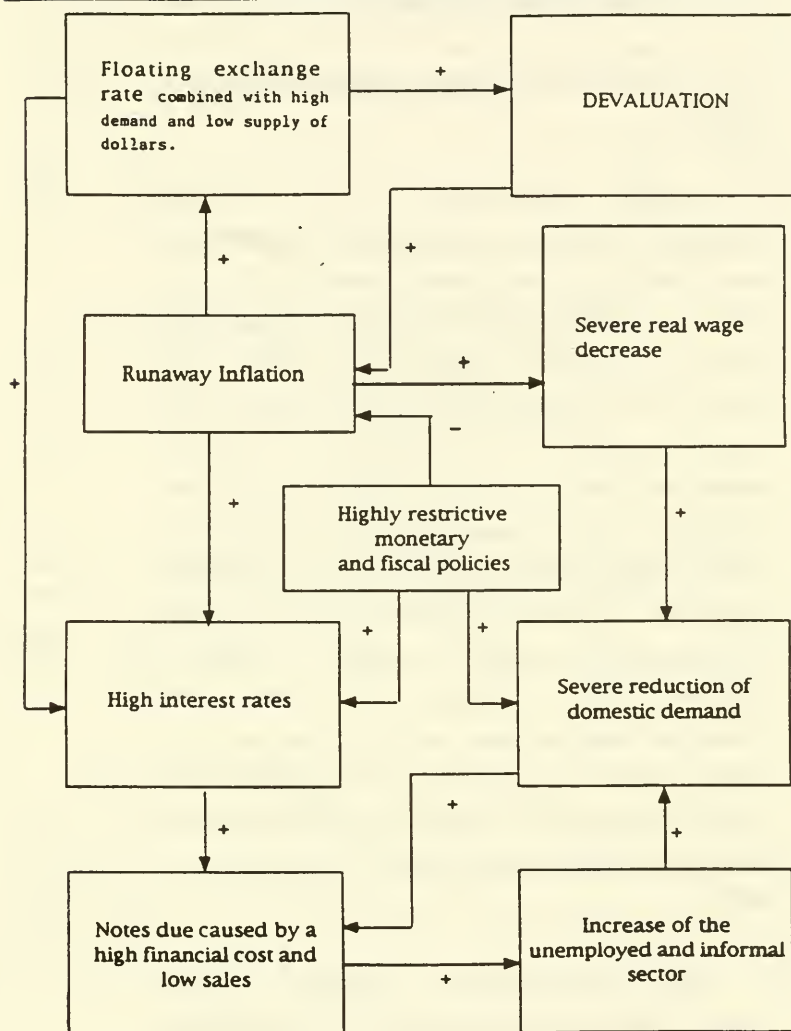 Floating exchange
rate combined with high
demand and low supply of
dollars.
+
DEVALUATION
+
+
+
Runaway Inflation
+
Severe real wage
decrease
−
+
Highly restrictive
monetary
and fiscal policies
+
+
+
High interest rates
Severe reduction of
domestic demand
+
+
+
Notes due caused by a
high financial cost and
low sales
+
Increase of the
unemployed and informal
sector